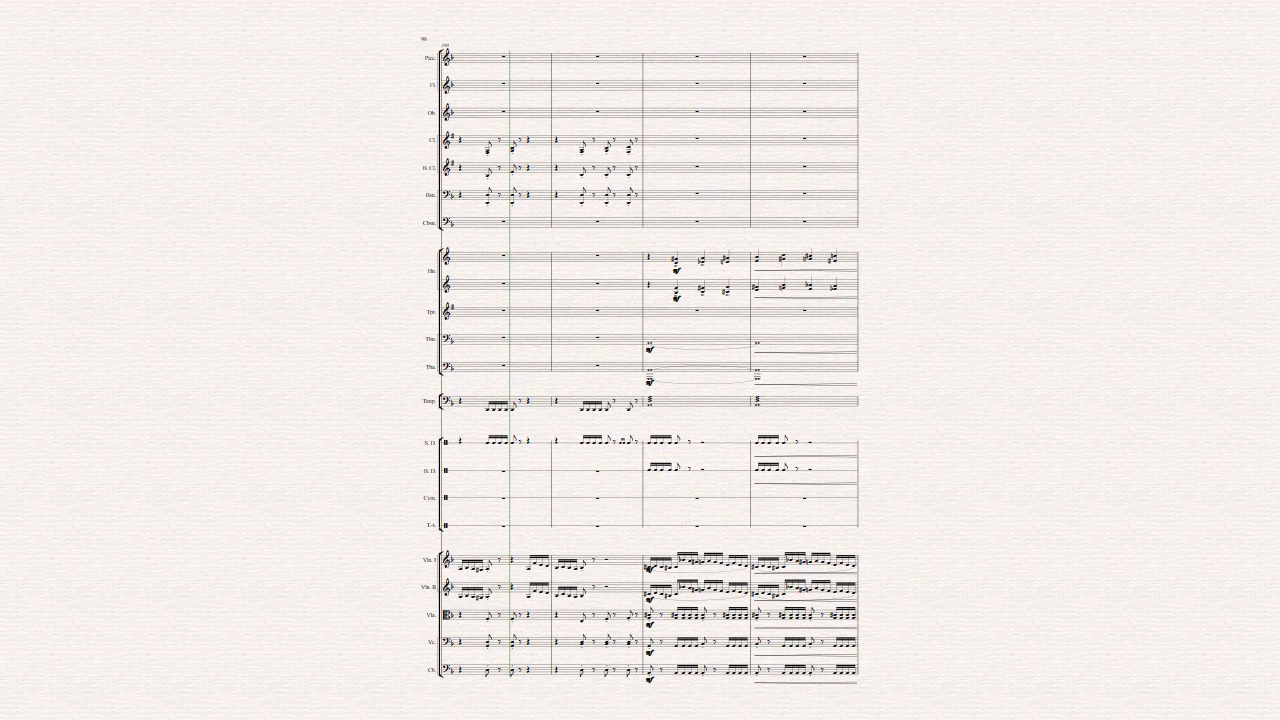 98
Picc.
Fl.
Ob.
Cl.
B. Cl.
Bsn.
Cbsn.
Hn.
Tpt.
Tbn.
Tba.
Timp.
S. D.
B. D.
Cym.
T.-t.
Vln. I
Vln. II
Vla.
Vc.
Cb.